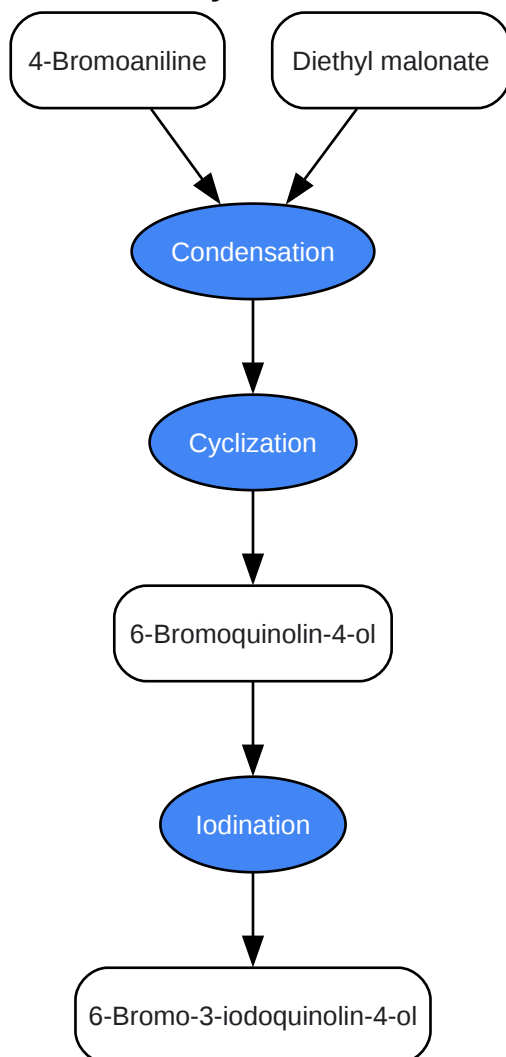 4-Bromoaniline
Diethyl malonate
Condensation
Cyclization
6-Bromoquinolin-4-ol
Iodination
6-Bromo-3-iodoquinolin-4-ol